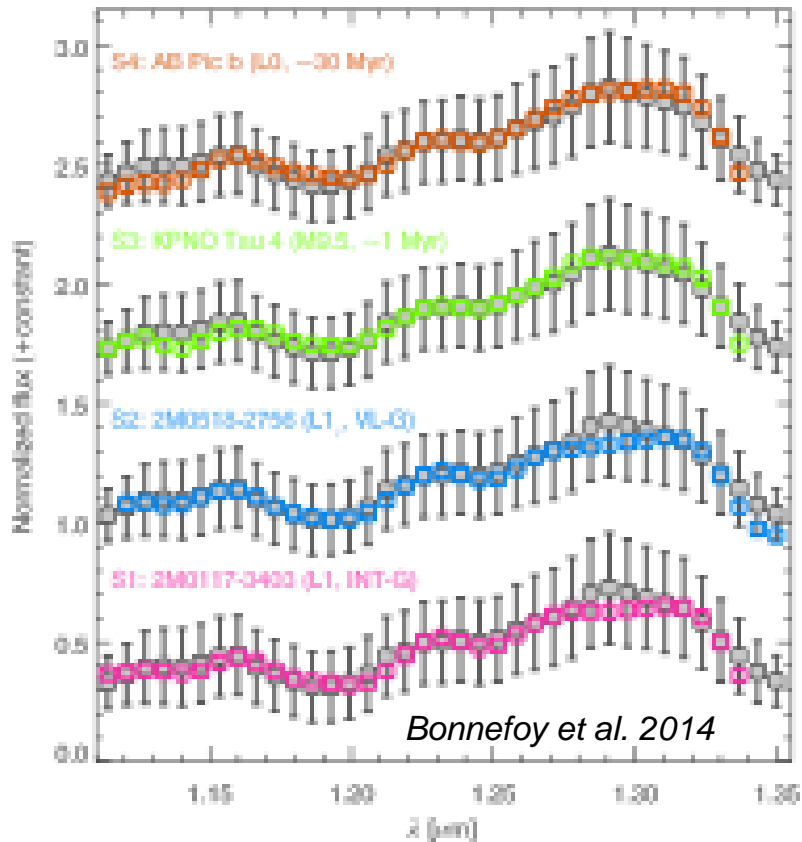 3.0
S4: AB Pic b (L0, ~30 Myr)
2.5
S3: KPNO Tau 4 (M9.5, ~1 Myr)
2.0
1.5
S2: 2M0518-2756 (L1, VL-G)
1.0
S1: 2M0117-3403 (L1, INT-G)
0.5
Bonnefoy et al. 2014
0.0
1.15 1.20 1.25 1.30 1.35
λ [μm]
Normalized flux [+constant]